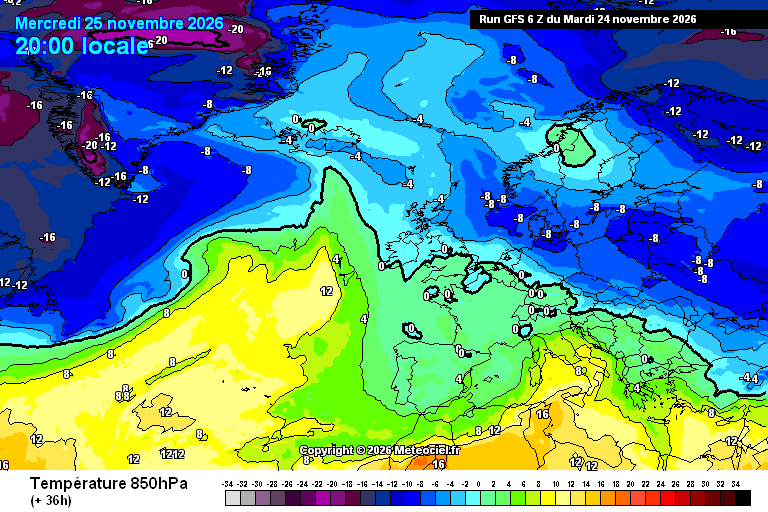 Mercredi 25 novembre 2026
20:00 locale
Run GFS 6 Z du Mardi 24 novembre 2026
Copyright © 2026 Meteociel.fr
Température 850hPa
(+ 36h)
-34 -32 -30 -28 -26 -24 -22 -20 -18 -16 -14 -12 -10 -8 -6 -4 -2 0 2 4 6 8 10 12 14 16 18 20 22 24 26 28 30 32 34